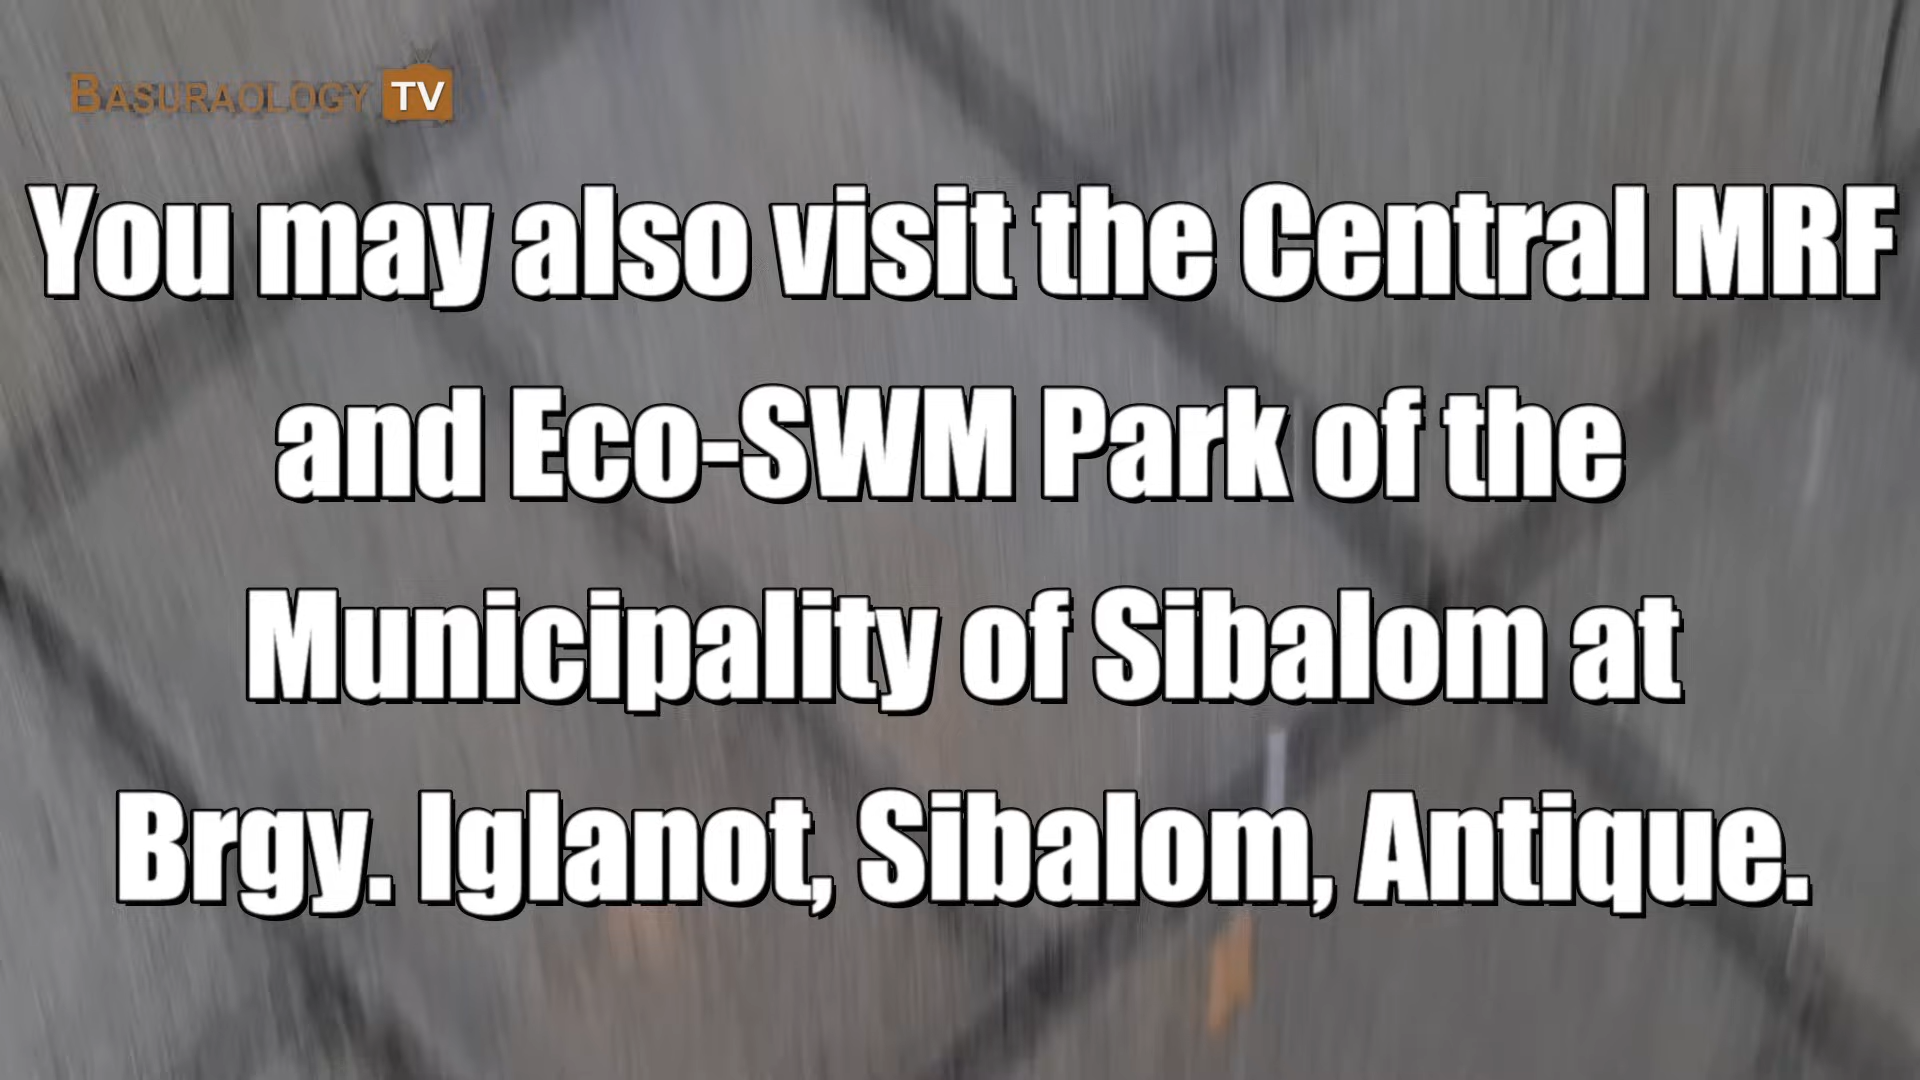 BASURAOLOGY TV
You may also visit the Central MRF
and Eco-SWM Park of the
Municipality of Sibalom at
Brgy. Iglanot, Sibalom, Antique.